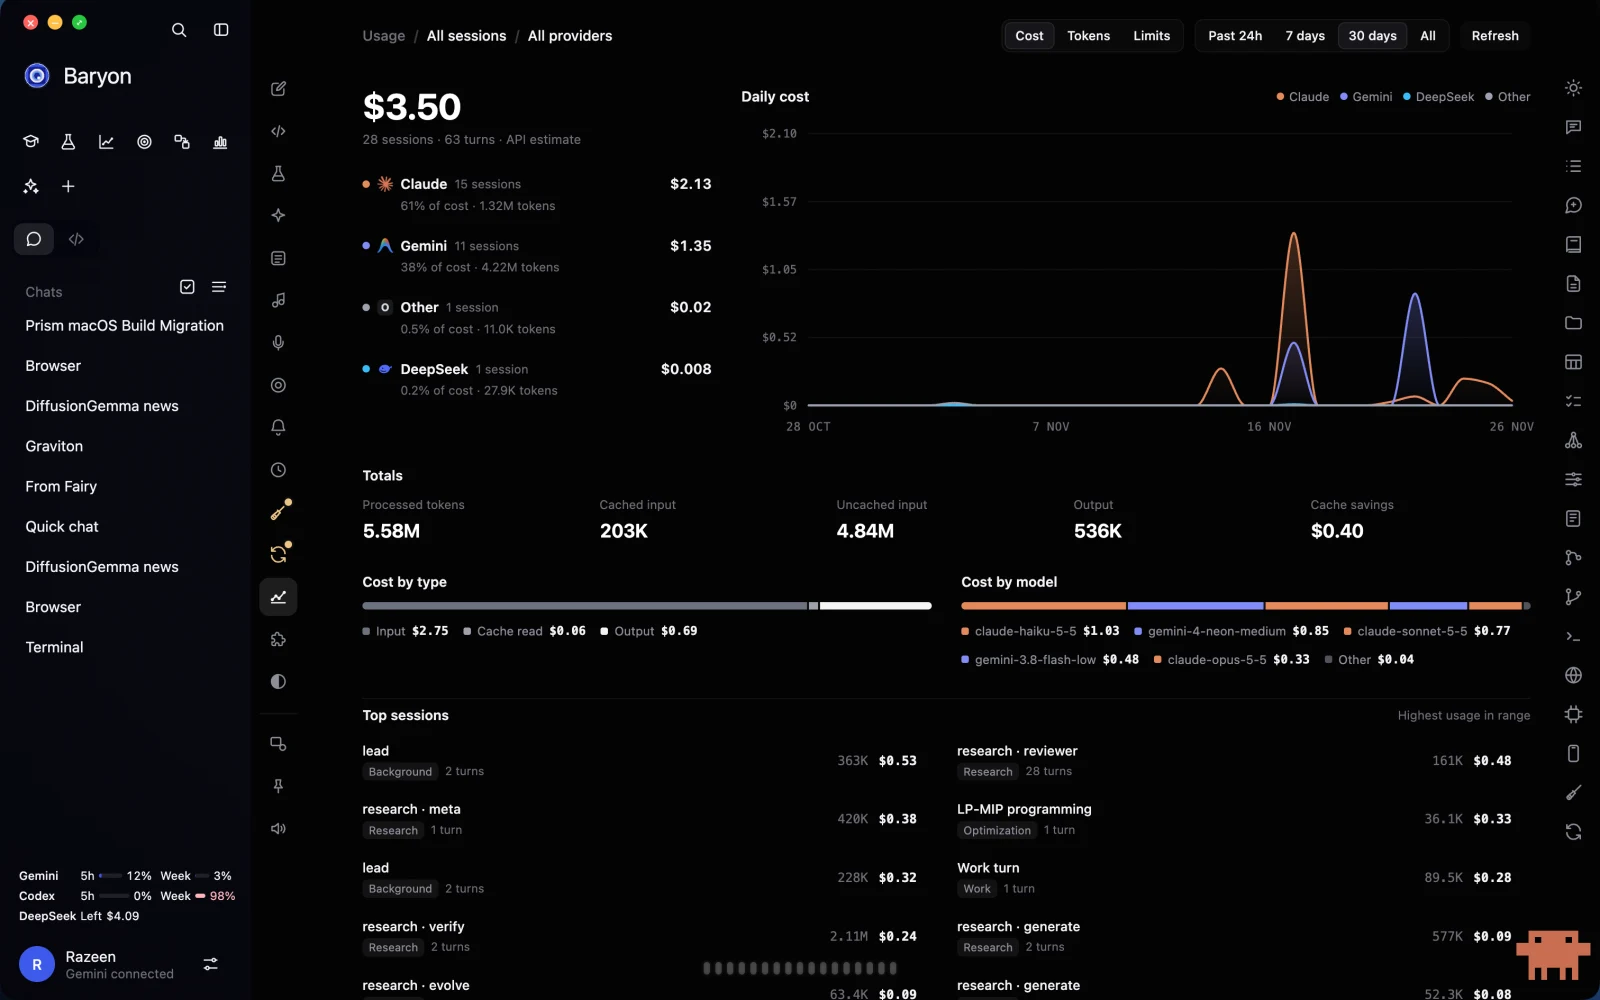 Baryon
Chats
Prism macOS Build Migration
Browser
DiffusionGemma news
Graviton
From Fairy
Quick chat
DiffusionGemma news
Browser
Terminal
Gemini 5h 12% Week 3%
Codex 5h 0% Week 98%
DeepSeek Left $4.09
R
Razeen
Gemini connected
Usage / All sessions / All providers
Cost Tokens Limits
Past 24h 7 days 30 days All
Refresh
$3.50
28 sessions · 63 turns · API estimate
Claude 15 sessions $2.13
61% of cost · 1.32M tokens
Gemini 11 sessions $1.35
38% of cost · 4.22M tokens
O Other 1 session $0.02
0.5% of cost · 11.0K tokens
DeepSeek 1 session $0.008
0.2% of cost · 27.9K tokens
Daily cost
Claude Gemini DeepSeek Other
$2.10
$1.57
$1.05
$0.52
$0
28 OCT 7 NOV 16 NOV 26 NOV
Totals
Processed tokens Cached input Uncached input Output Cache savings
5.58M 203K 4.84M 536K $0.40
Cost by type
Input $2.75 Cache read $0.06 Output $0.69
Cost by model
claude-haiku-5-5 $1.03 gemini-4-neon-medium $0.85 claude-sonnet-5-5 $0.77
gemini-3.8-flash-low $0.48 claude-opus-5-5 $0.33 Other $0.04
Top sessions Highest usage in range
lead 363K $0.53
Background 2 turns
research · reviewer 161K $0.48
Research 28 turns
research · meta 420K $0.38
Research 1 turn
LP-MIP programming 36.1K $0.33
Optimization 1 turn
lead 228K $0.32
Background 2 turns
Work turn 89.5K $0.28
Work 1 turn
research · verify 2.11M $0.24
Research 2 turns
research · generate 577K $0.09
Research 2 turns
research · evolve 63.4K $0.09
research · generate 52.3K $0.08